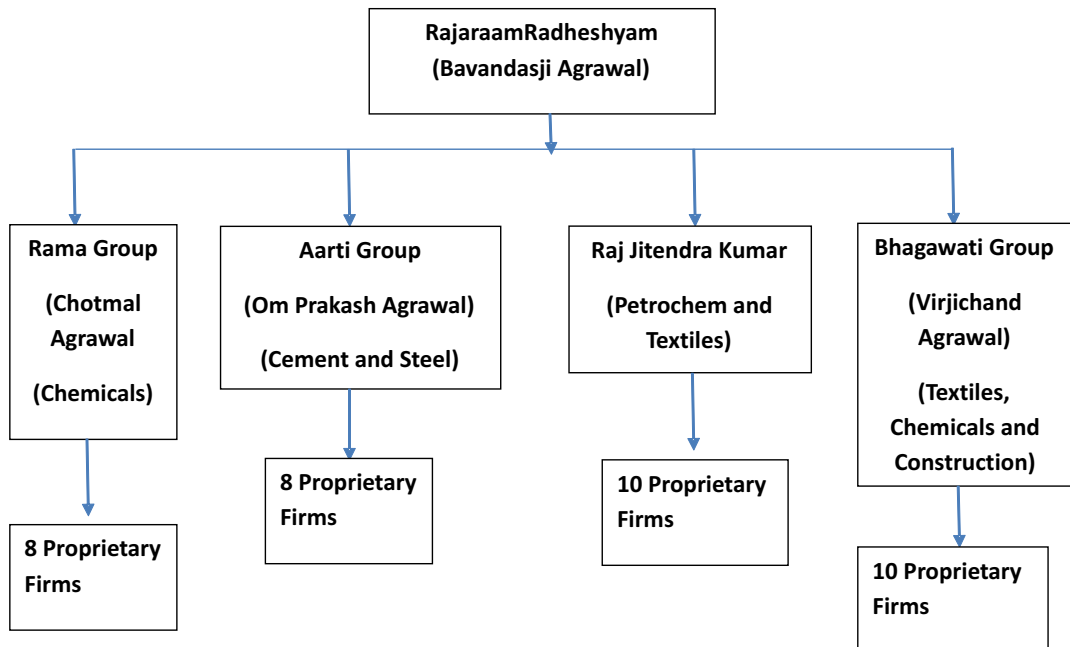 RajaraamRadheshyam
(Bavandasji Agrawal)
Rama Group
(Chotmal
Agrawal
(Chemicals)
8 Proprietary
Firms
Aarti Group
(Om Prakash Agrawal)
(Cement and Steel)
8 Proprietary
Firms
Raj Jitendra Kumar
(Petrochem and
Textiles)
10 Proprietary
Firms
Bhagawati Group
(Virjichand
Agrawal)
(Textiles,
Chemicals and
Construction)
10 Proprietary
Firms